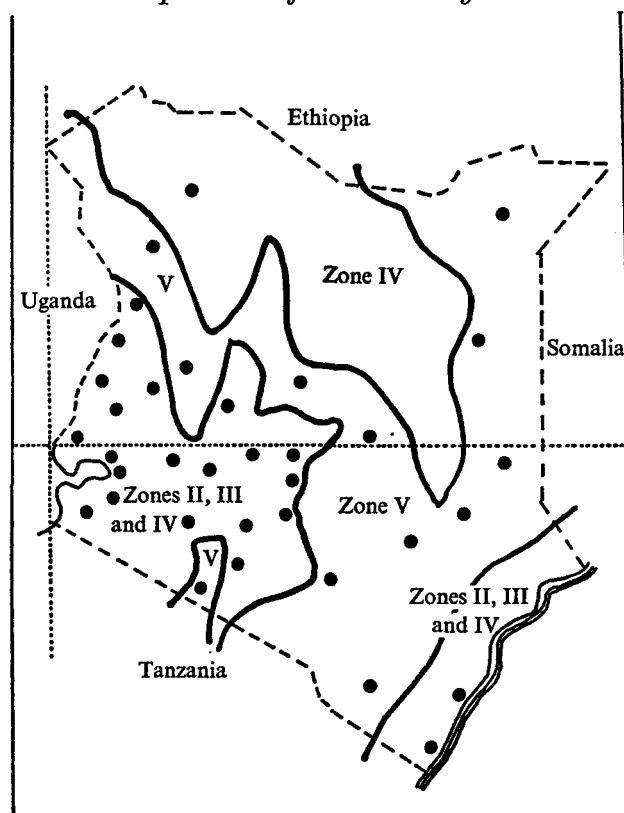 Ethiopia
Zone IV
V
Uganda
Somalia
Zones II, III
and IV
Zone V
V
Zones II, III
and IV
Tanzania